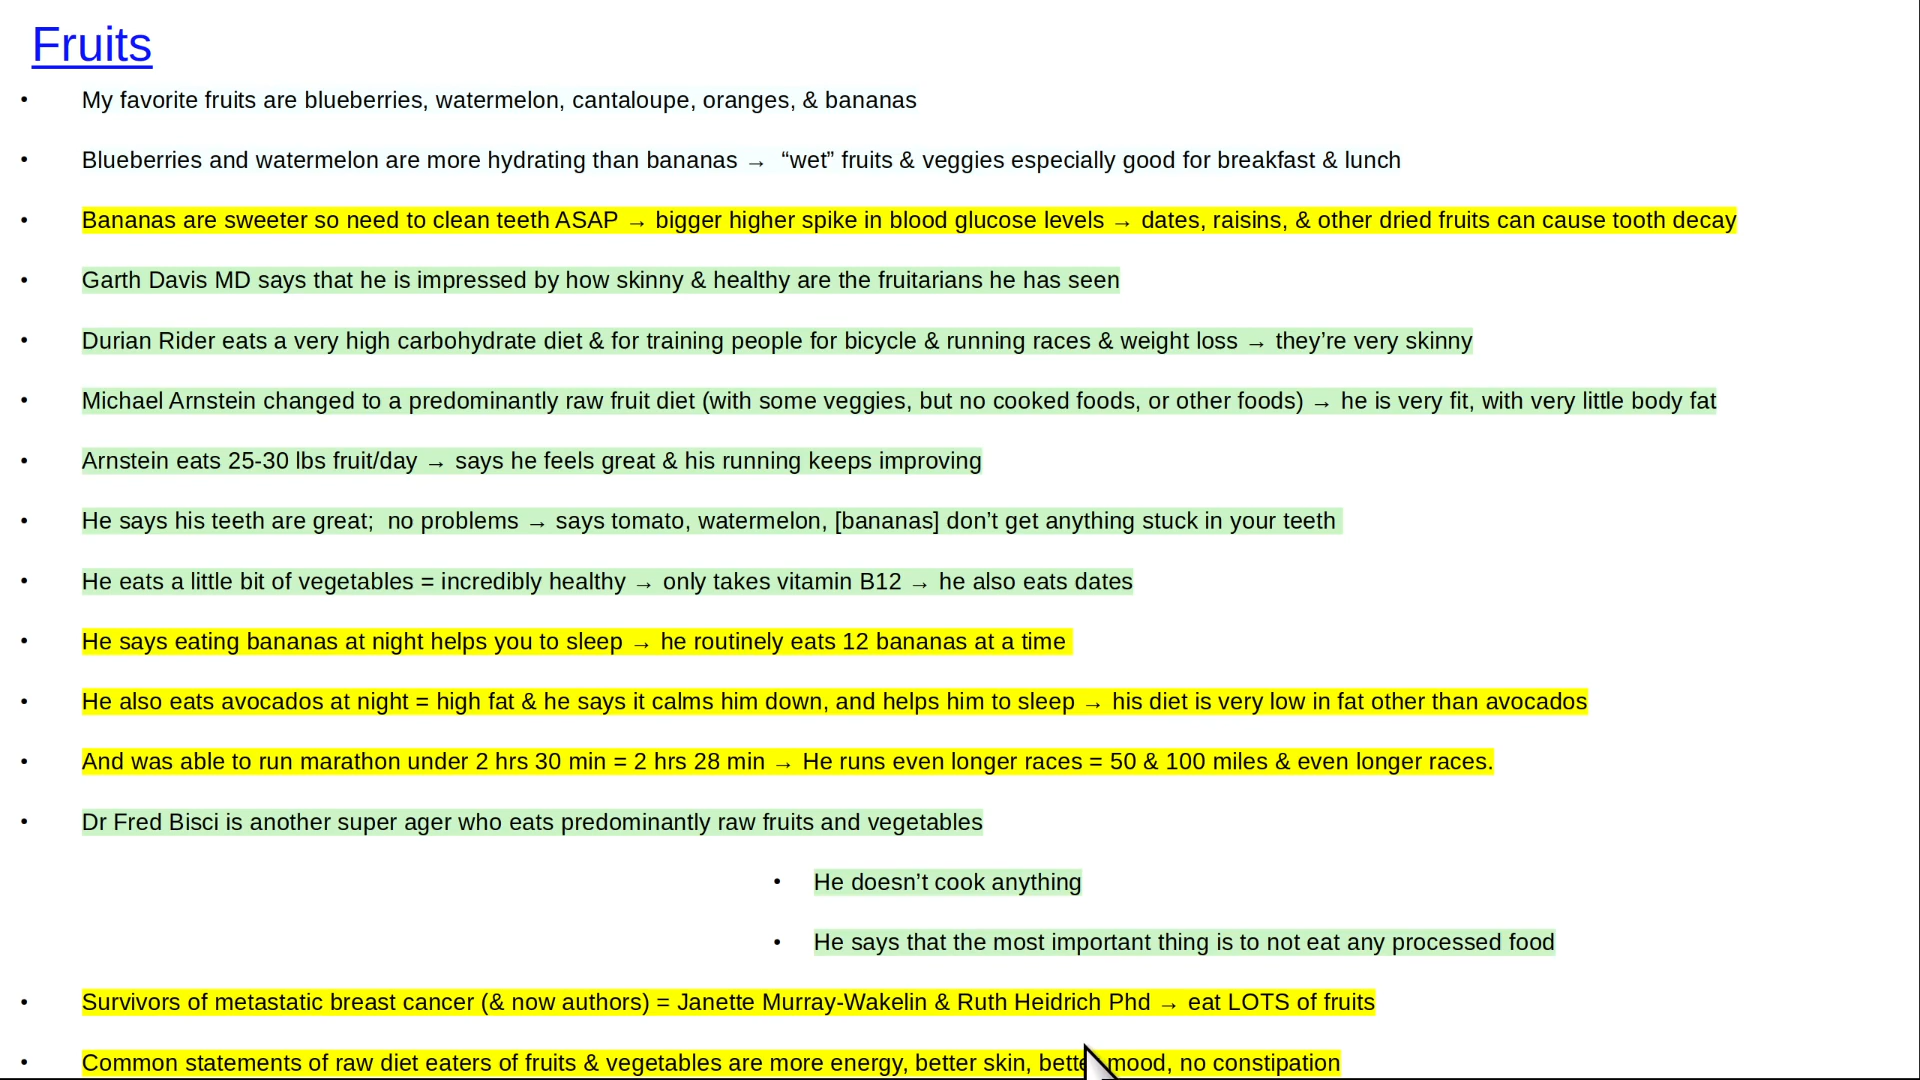 Fruits
• My favorite fruits are blueberries, watermelon, cantaloupe, oranges, & bananas
• Blueberries and watermelon are more hydrating than bananas → “wet” fruits & veggies especially good for breakfast & lunch
• Bananas are sweeter so need to clean teeth ASAP → bigger higher spike in blood glucose levels → dates, raisins, & other dried fruits can cause tooth decay
• Garth Davis MD says that he is impressed by how skinny & healthy are the fruitarians he has seen
• Durian Rider eats a very high carbohydrate diet & for training people for bicycle & running races & weight loss → they’re very skinny
• Michael Arnstein changed to a predominantly raw fruit diet (with some veggies, but no cooked foods, or other foods) → he is very fit, with very little body fat
• Arnstein eats 25-30 lbs fruit/day → says he feels great & his running keeps improving
• He says his teeth are great;  no problems → says tomato, watermelon, [bananas] don’t get anything stuck in your teeth
• He eats a little bit of vegetables = incredibly healthy → only takes vitamin B12 → he also eats dates
• He says eating bananas at night helps you to sleep → he routinely eats 12 bananas at a time
• He also eats avocados at night = high fat & he says it calms him down, and helps him to sleep → his diet is very low in fat other than avocados
• And was able to run marathon under 2 hrs 30 min = 2 hrs 28 min → He runs even longer races = 50 & 100 miles & even longer races.
• Dr Fred Bisci is another super ager who eats predominantly raw fruits and vegetables
• He doesn’t cook anything
• He says that the most important thing is to not eat any processed food
• Survivors of metastatic breast cancer (& now authors) = Janette Murray-Wakelin & Ruth Heidrich Phd → eat LOTS of fruits
• Common statements of raw diet eaters of fruits & vegetables are more energy, better skin, better mood, no constipation